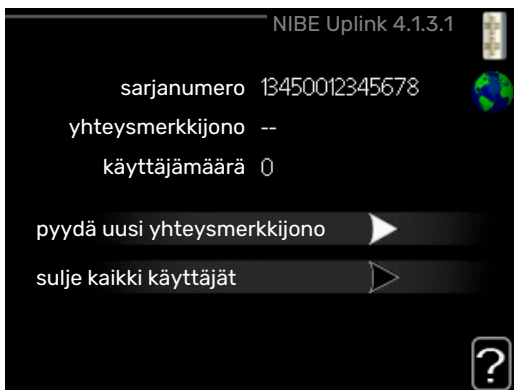 NIBE Uplink 4.1.3.1
sarjanumero 13450012345678
yhteysmerkkijono --
käyttäjämäärä 0
pyydä uusi yhteysmerkkijono
sulje kaikki käyttäjät
?